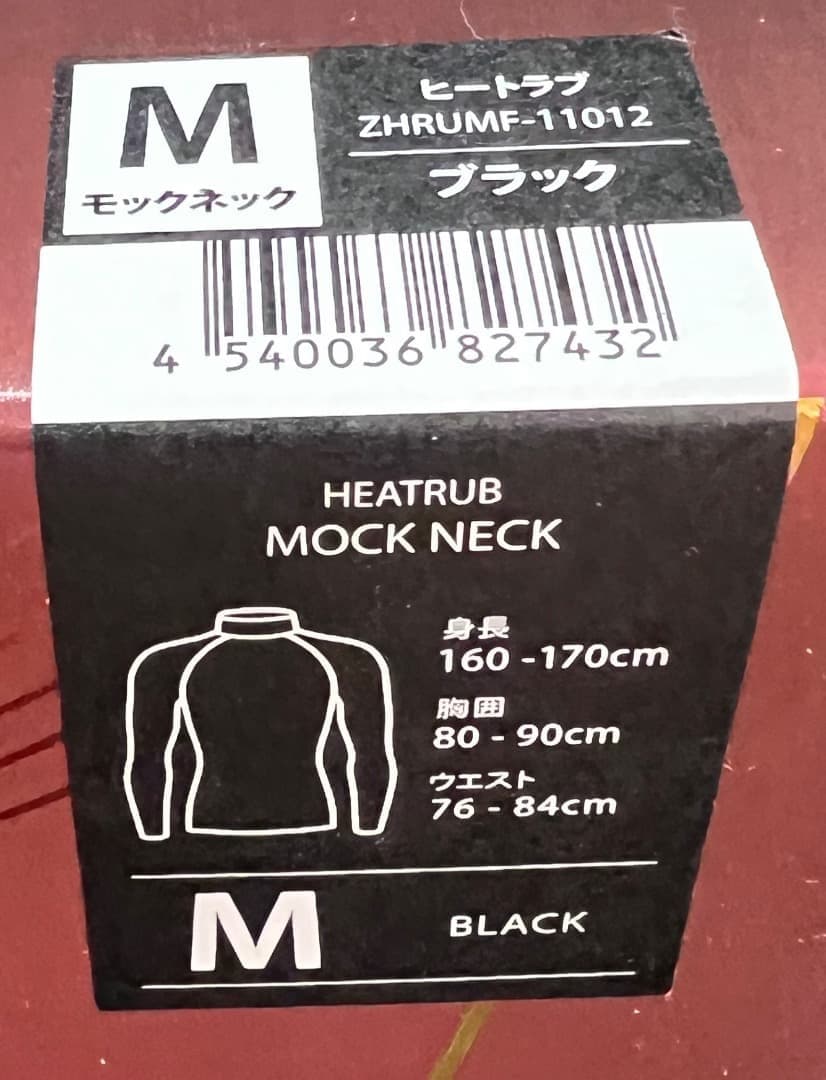 M
モックネック
ヒートラブ
ZHRUMF-11012
ブラック
4 540036 827432
HEATRUB
MOCK NECK
身長
160 -170cm
胸囲
80 - 90cm
ウエスト
76 - 84cm
M
BLACK